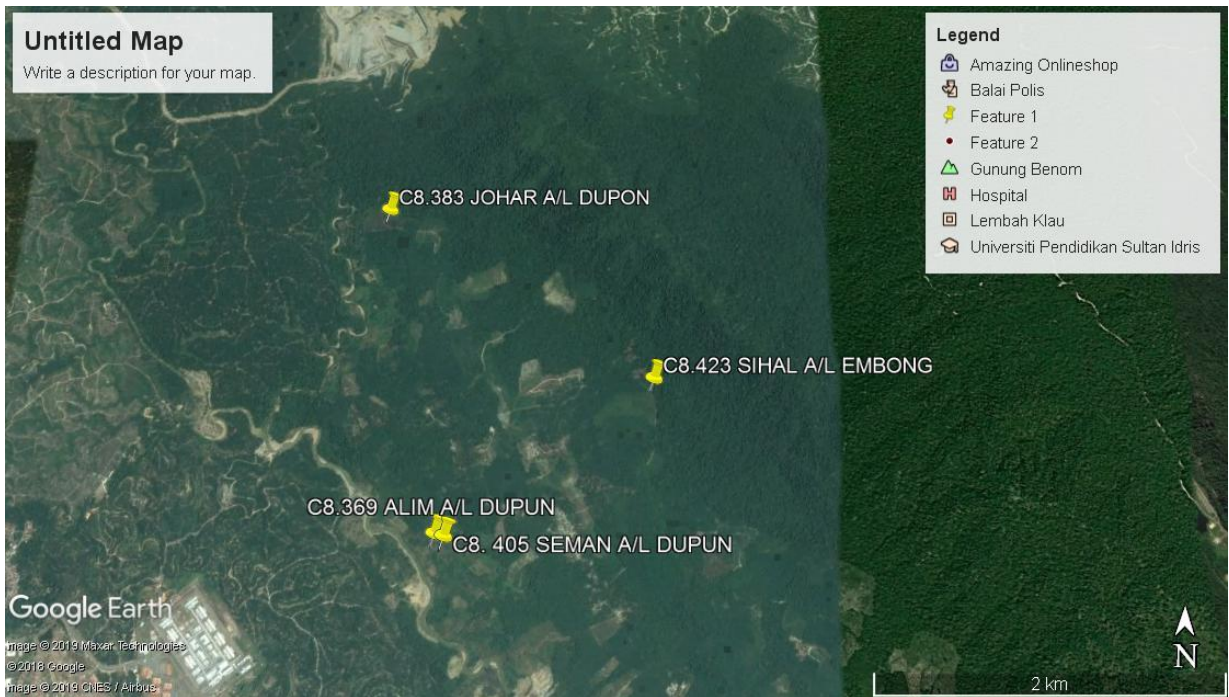 Untitled Map
Write a description for your map.
Legend
Amazing Onlineshop
Balai Polis
Feature 1
Feature 2
Gunung Benom
Hospital
Lembah Klau
Universiti Pendidikan Sultan Idris
C8.383 JOHAR A/L DUPON
C8.423 SIHAL A/L EMBONG
C8.369 ALIM A/L DUPUN
C8. 405 SEMAN A/L DUPUN
Google Earth
Image © 2019 Maxar Technologies
© 2018 Google
Image © 2019 CNES / Airbus
N
2 km